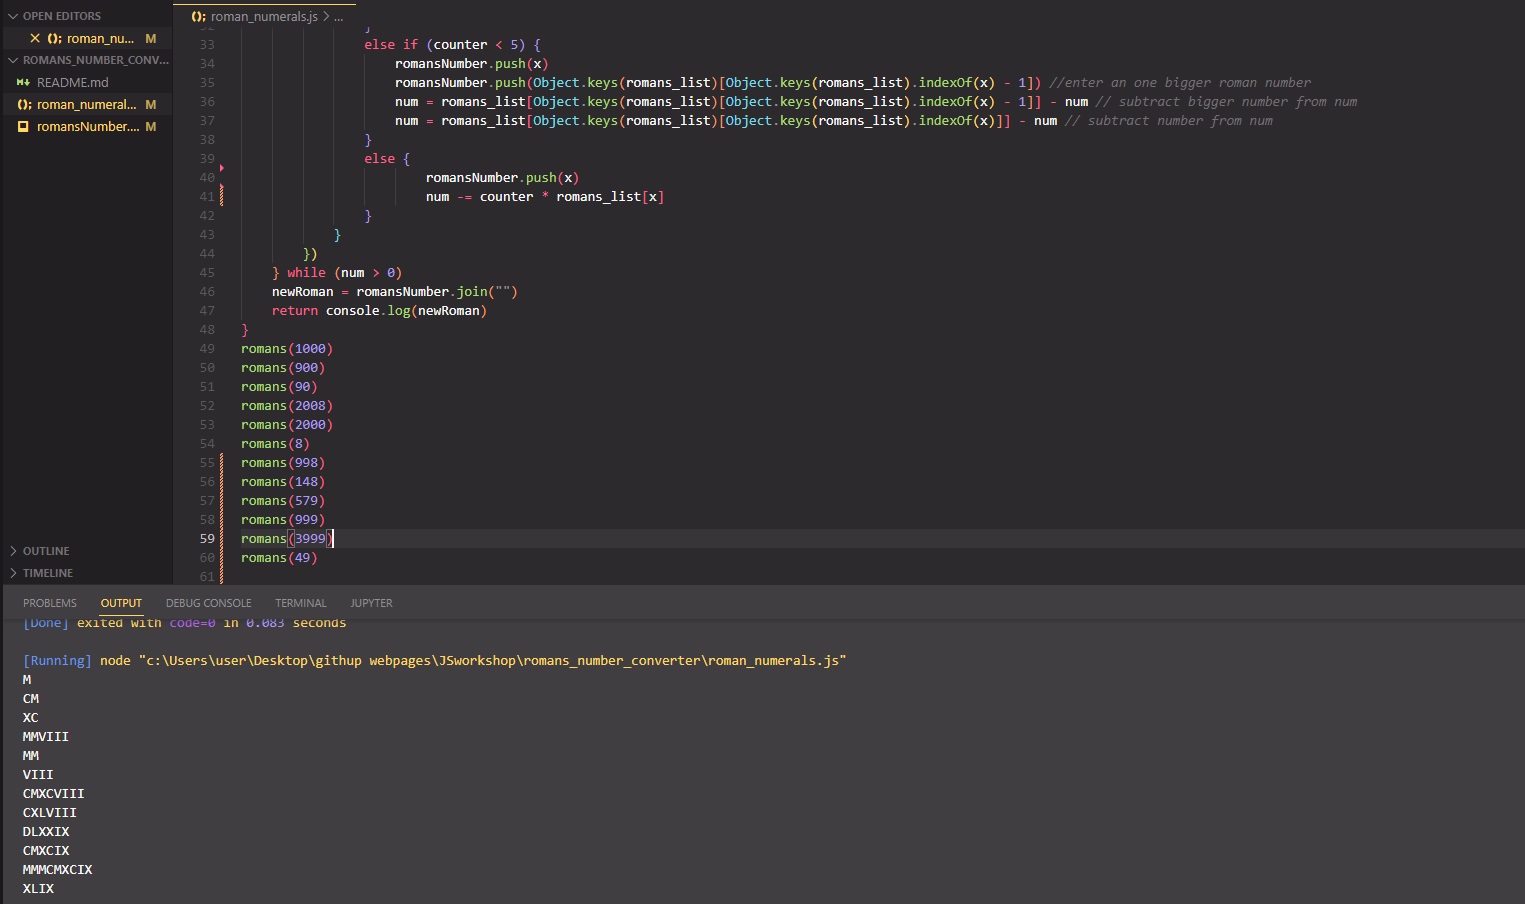 OPEN EDITORS
roman_nu... M
ROMANS_NUMBER_CONV...
README.md
roman_numeral... M
romansNumber.... M
OUTLINE
TIMELINE
roman_numerals.js > ...
33 else if (counter < 5) {
34 romansNumber.push(x)
35 romansNumber.push(Object.keys(romans_list)[Object.keys(romans_list).indexOf(x) - 1]) //enter an one bigger roman number
36 num = romans_list[Object.keys(romans_list)[Object.keys(romans_list).indexOf(x) - 1]] - num // subtract bigger number from num
37 num = romans_list[Object.keys(romans_list)[Object.keys(romans_list).indexOf(x)]] - num // subtract number from num
38 }
39 else {
40 romansNumber.push(x)
41 num -= counter * romans_list[x]
42 }
43 }
44 })
45 } while (num > 0)
46 newRoman = romansNumber.join("")
47 return console.log(newRoman)
48 }
49 romans(1000)
50 romans(900)
51 romans(90)
52 romans(2008)
53 romans(2000)
54 romans(8)
55 romans(998)
56 romans(148)
57 romans(579)
58 romans(999)
59 romans(3999)
60 romans(49)
61
PROBLEMS OUTPUT DEBUG CONSOLE TERMINAL JUPYTER
[Done] exited with code=0 in 0.083 seconds
[Running] node "c:\Users\user\Desktop\githup webpages\JSworkshop\romans_number_converter\roman_numerals.js"
M
CM
XC
MMVIII
MM
VIII
CMXCVIII
CXLVIII
DLXXIX
CMXCIX
MMMCMXCIX
XLIX